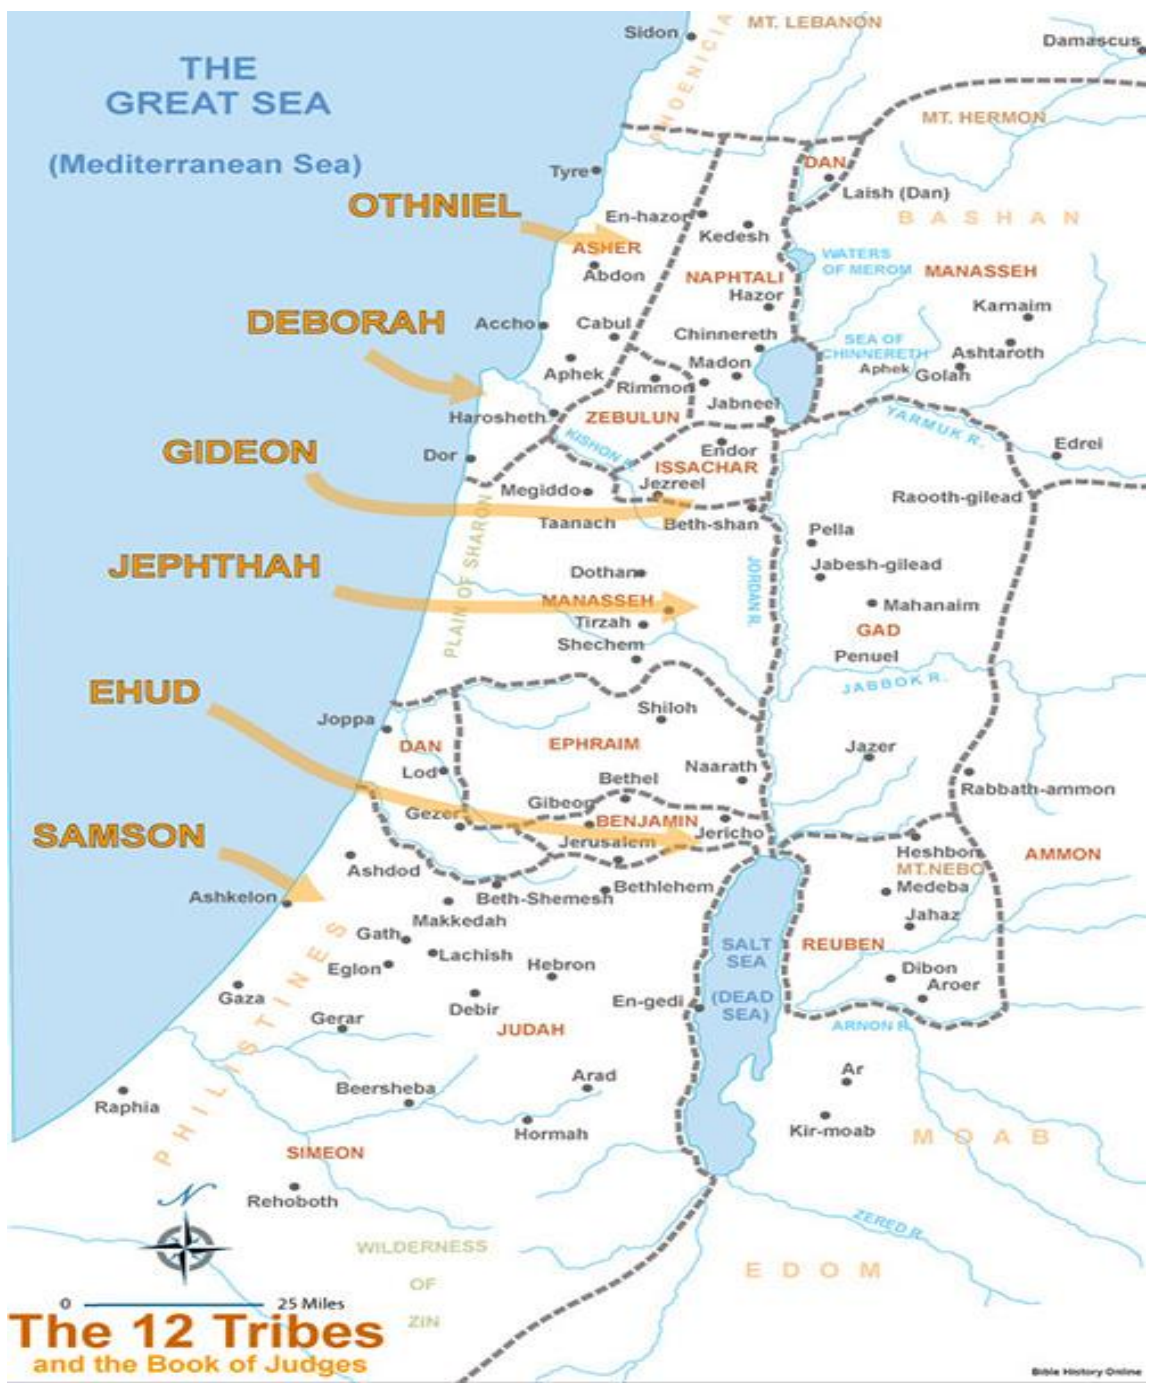 Sidon
MT. LEBANON
Damascus
PHOENICIA
THE
GREAT SEA
(Mediterranean Sea)
MT. HERMON
DAN
Tyre
Laish (Dan)
OTHNIEL
En-hazor
BASHAN
Kedesh
ASHER
Abdon
WATERS
OF MEROM
NAPHTALI
MANASSEH
Hazor
Karnaim
DEBORAH
Accho
Cabul
Chinnereth
SEA OF
CHINNERETH
Ashtaroth
Madon
Aphek
Aphek
Golan
Rimmon
Jabneel
Harosheth
ZEBULUN
YARMUK R.
KISHON R.
GIDEON
Dor
Endor
Edrei
ISSACHAR
Jezreel
Megiddo
Raooth-gilead
Taanach
Beth-shan
Pella
PLAIN OF SHARON
JEPHTHAH
Dothan
Jabesh-gilead
JORDAN R.
MANASSEH
Mahanaim
Tirzah
GAD
Shechem
Penuel
JABBOK R.
EHUD
Shiloh
Joppa
DAN
EPHRAIM
Jazer
Lod
Bethel
Naarath
Rabbath-ammon
Gibeon
Gezer
BENJAMIN
Jericho
SAMSON
Jerusalem
Heshbon
AMMON
MT.NEBO
Ashdod
Bethlehem
Medeba
Ashkelon
Beth-Shemesh
Makkedah
Jahaz
Gath
SALT
SEA
REUBEN
Lachish
Eglon
Hebron
Dibon
Gaza
Aroer
En-gedi
(DEAD
SEA)
Debir
Gerar
JUDAH
ARNON R.
PHILISTINES
Ar
Arad
Beersheba
Raphia
Hormah
Kir-moab
MOAB
SIMEON
N
Rehoboth
ZERED R.
WILDERNESS
OF
ZIN
EDOM
0
25 Miles
The 12 Tribes
and the Book of Judges
Bible History Online